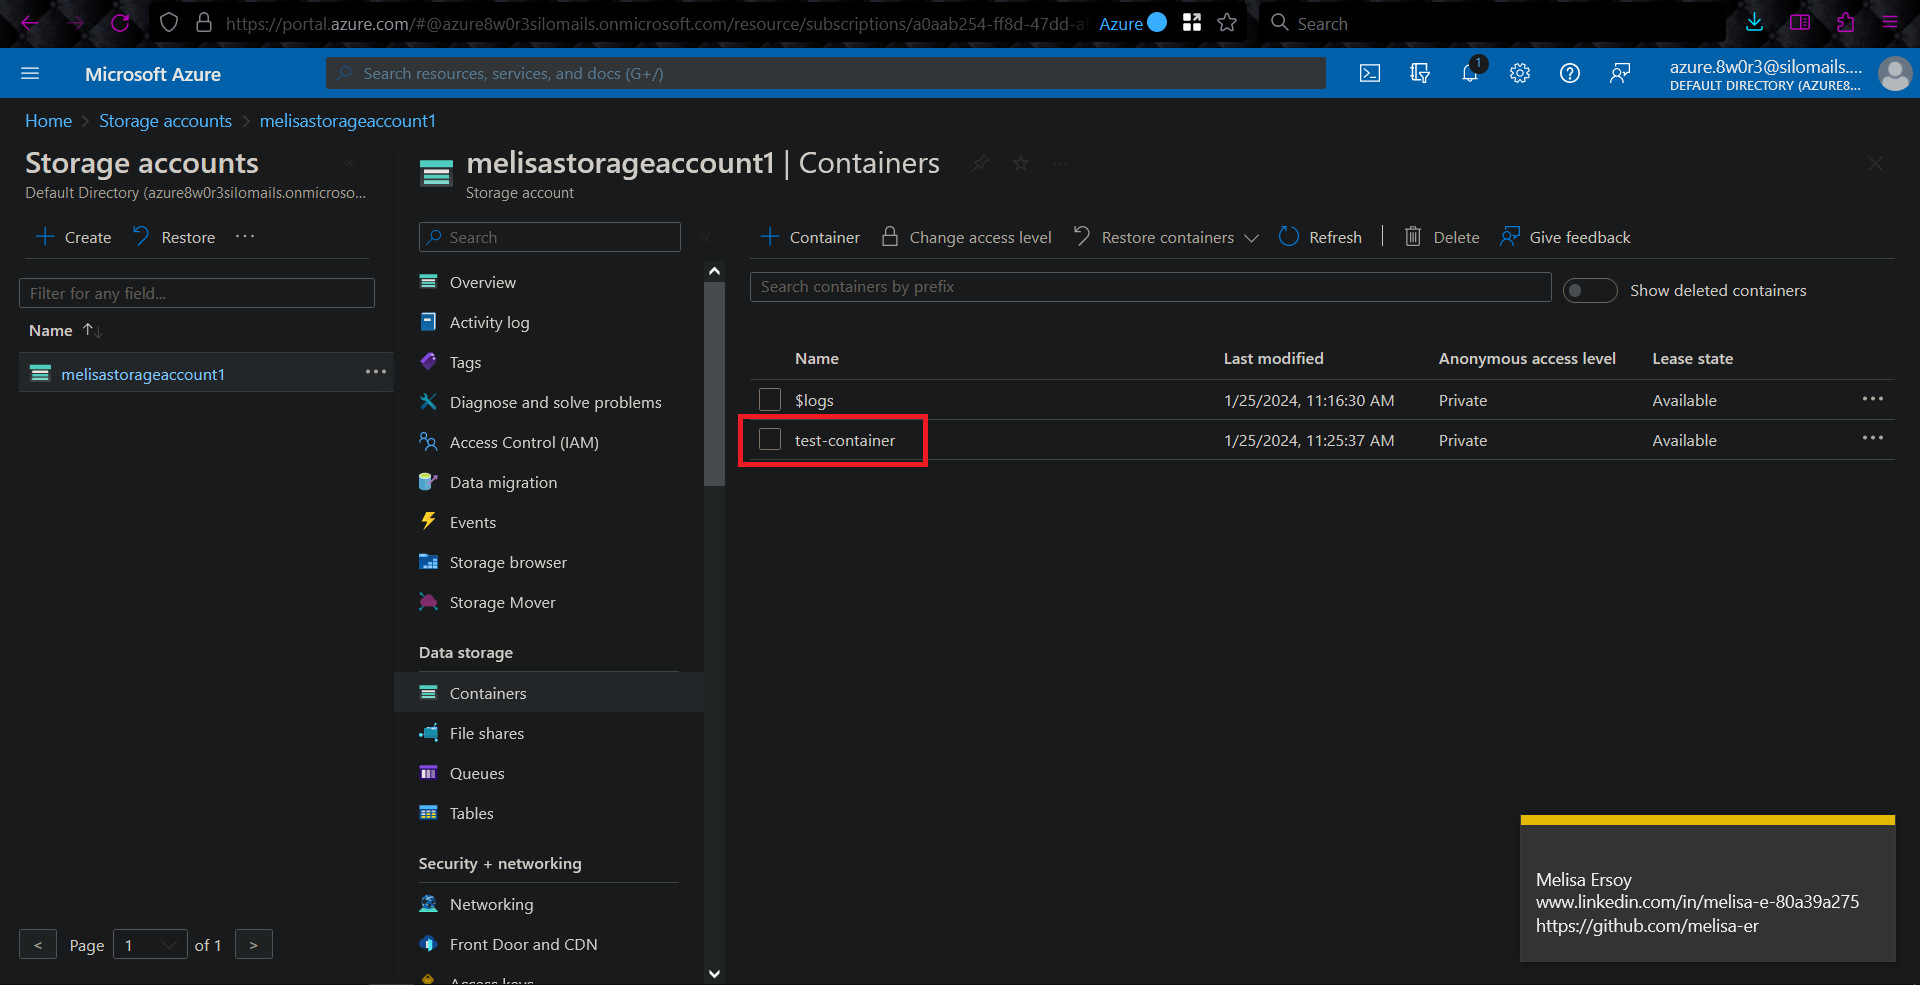 https://portal.azure.com/#@azure8w0r3silomails.onmicrosoft.com/resource/subscriptions/a0aab254-ff8d-47dd-a
Azure
Search
Microsoft Azure
Search resources, services, and docs (G+/)
1
azure.8w0r3@silomails....
DEFAULT DIRECTORY (AZURE8...
Home > Storage accounts > melisastorageaccount1
Storage accounts
Default Directory (azure8w0r3silomails.onmicroso...
Create
Restore
...
Filter for any field...
Name
melisastorageaccount1
...
< Page 1 of 1 >
melisastorageaccount1 | Containers
...
Storage account
Search
Overview
Activity log
Tags
Diagnose and solve problems
Access Control (IAM)
Data migration
Events
Storage browser
Storage Mover
Data storage
Containers
File shares
Queues
Tables
Security + networking
Networking
Front Door and CDN
Access keys
Container
Change access level
Restore containers
Refresh
Delete
Give feedback
Search containers by prefix
Show deleted containers
Name Last modified Anonymous access level Lease state
$logs 1/25/2024, 11:16:30 AM Private Available ...
test-container 1/25/2024, 11:25:37 AM Private Available ...
Melisa Ersoy
www.linkedin.com/in/melisa-e-80a39a275
https://github.com/melisa-er